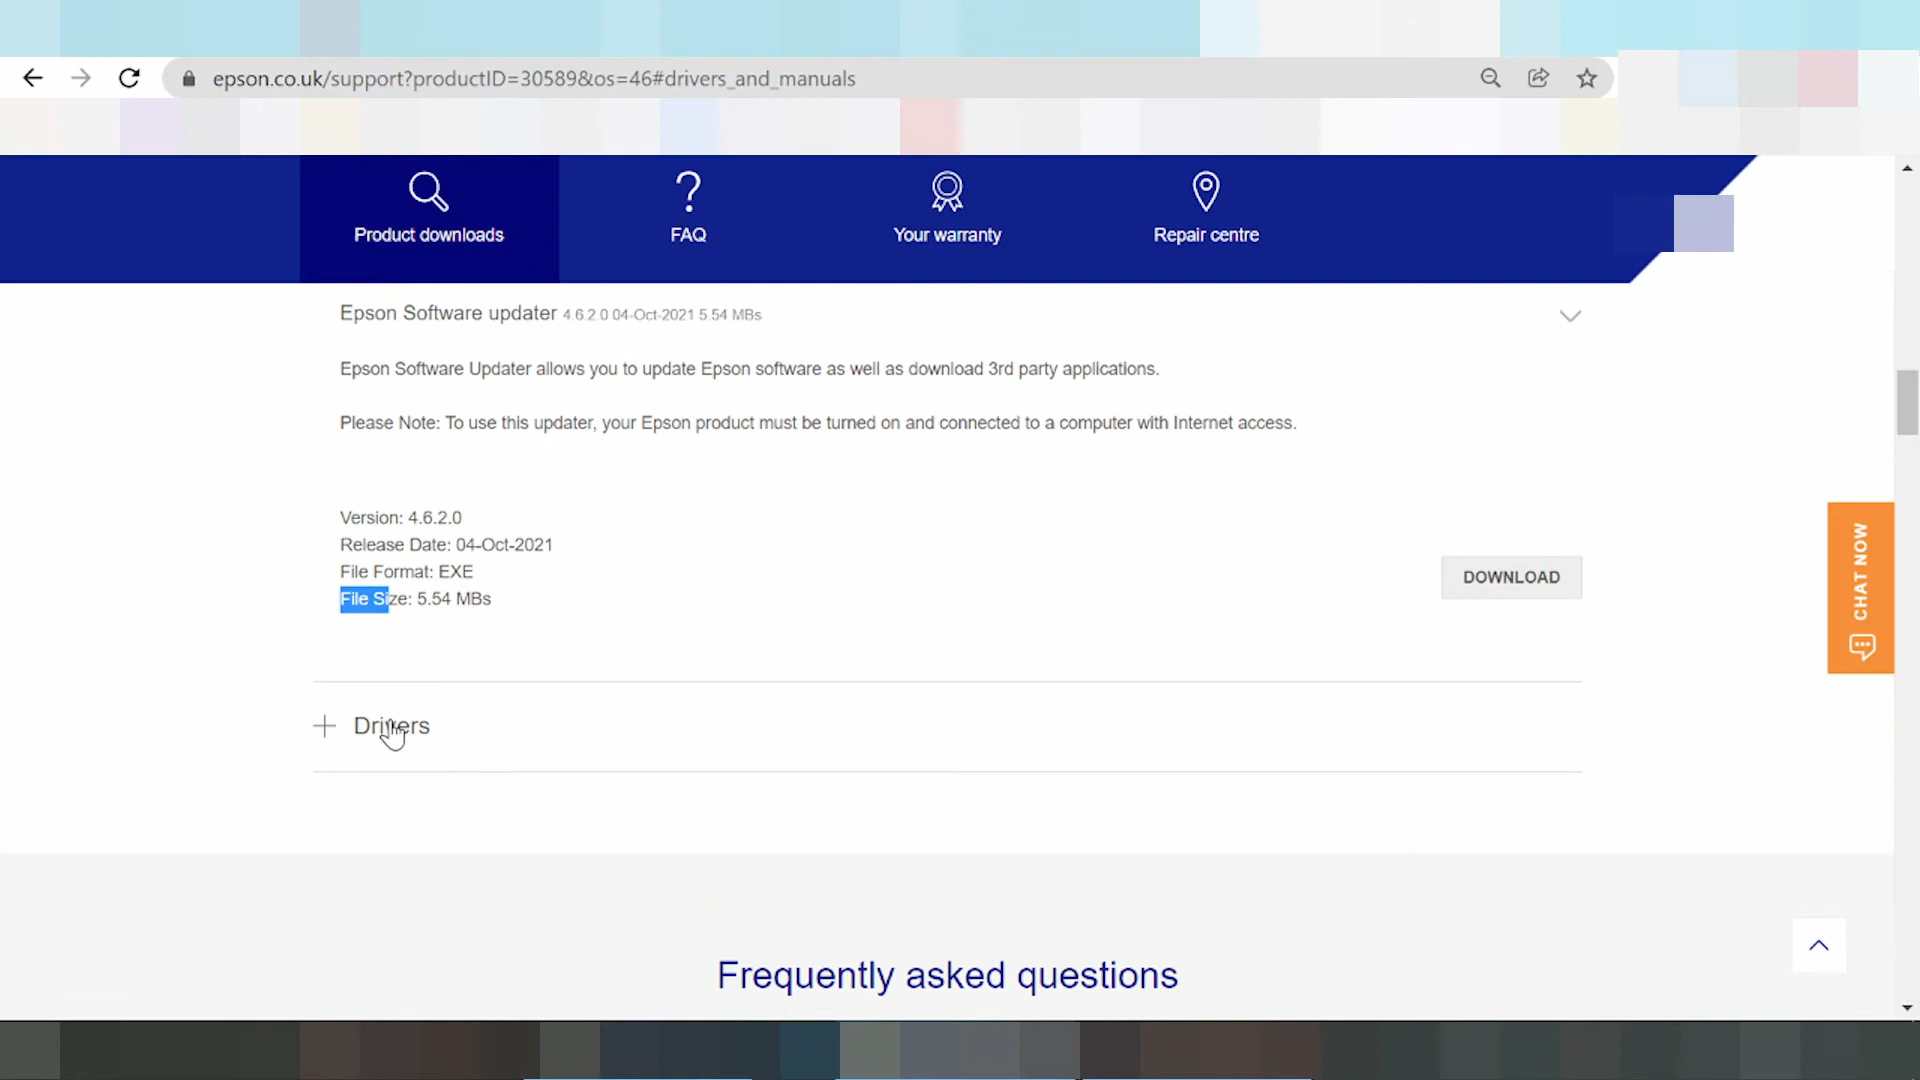 epson.co.uk/support?productID=30589&os=46#drivers_and_manuals
Product downloads
FAQ
Your warranty
Repair centre
Epson Software updater 4.6.2.0 04-Oct-2021 5.54 MBs
Epson Software Updater allows you to update Epson software as well as download 3rd party applications.
Please Note: To use this updater, your Epson product must be turned on and connected to a computer with Internet access.
Version: 4.6.2.0
Release Date: 04-Oct-2021
File Format: EXE
File Size: 5.54 MBs
DOWNLOAD
CHAT NOW
Drivers
Frequently asked questions